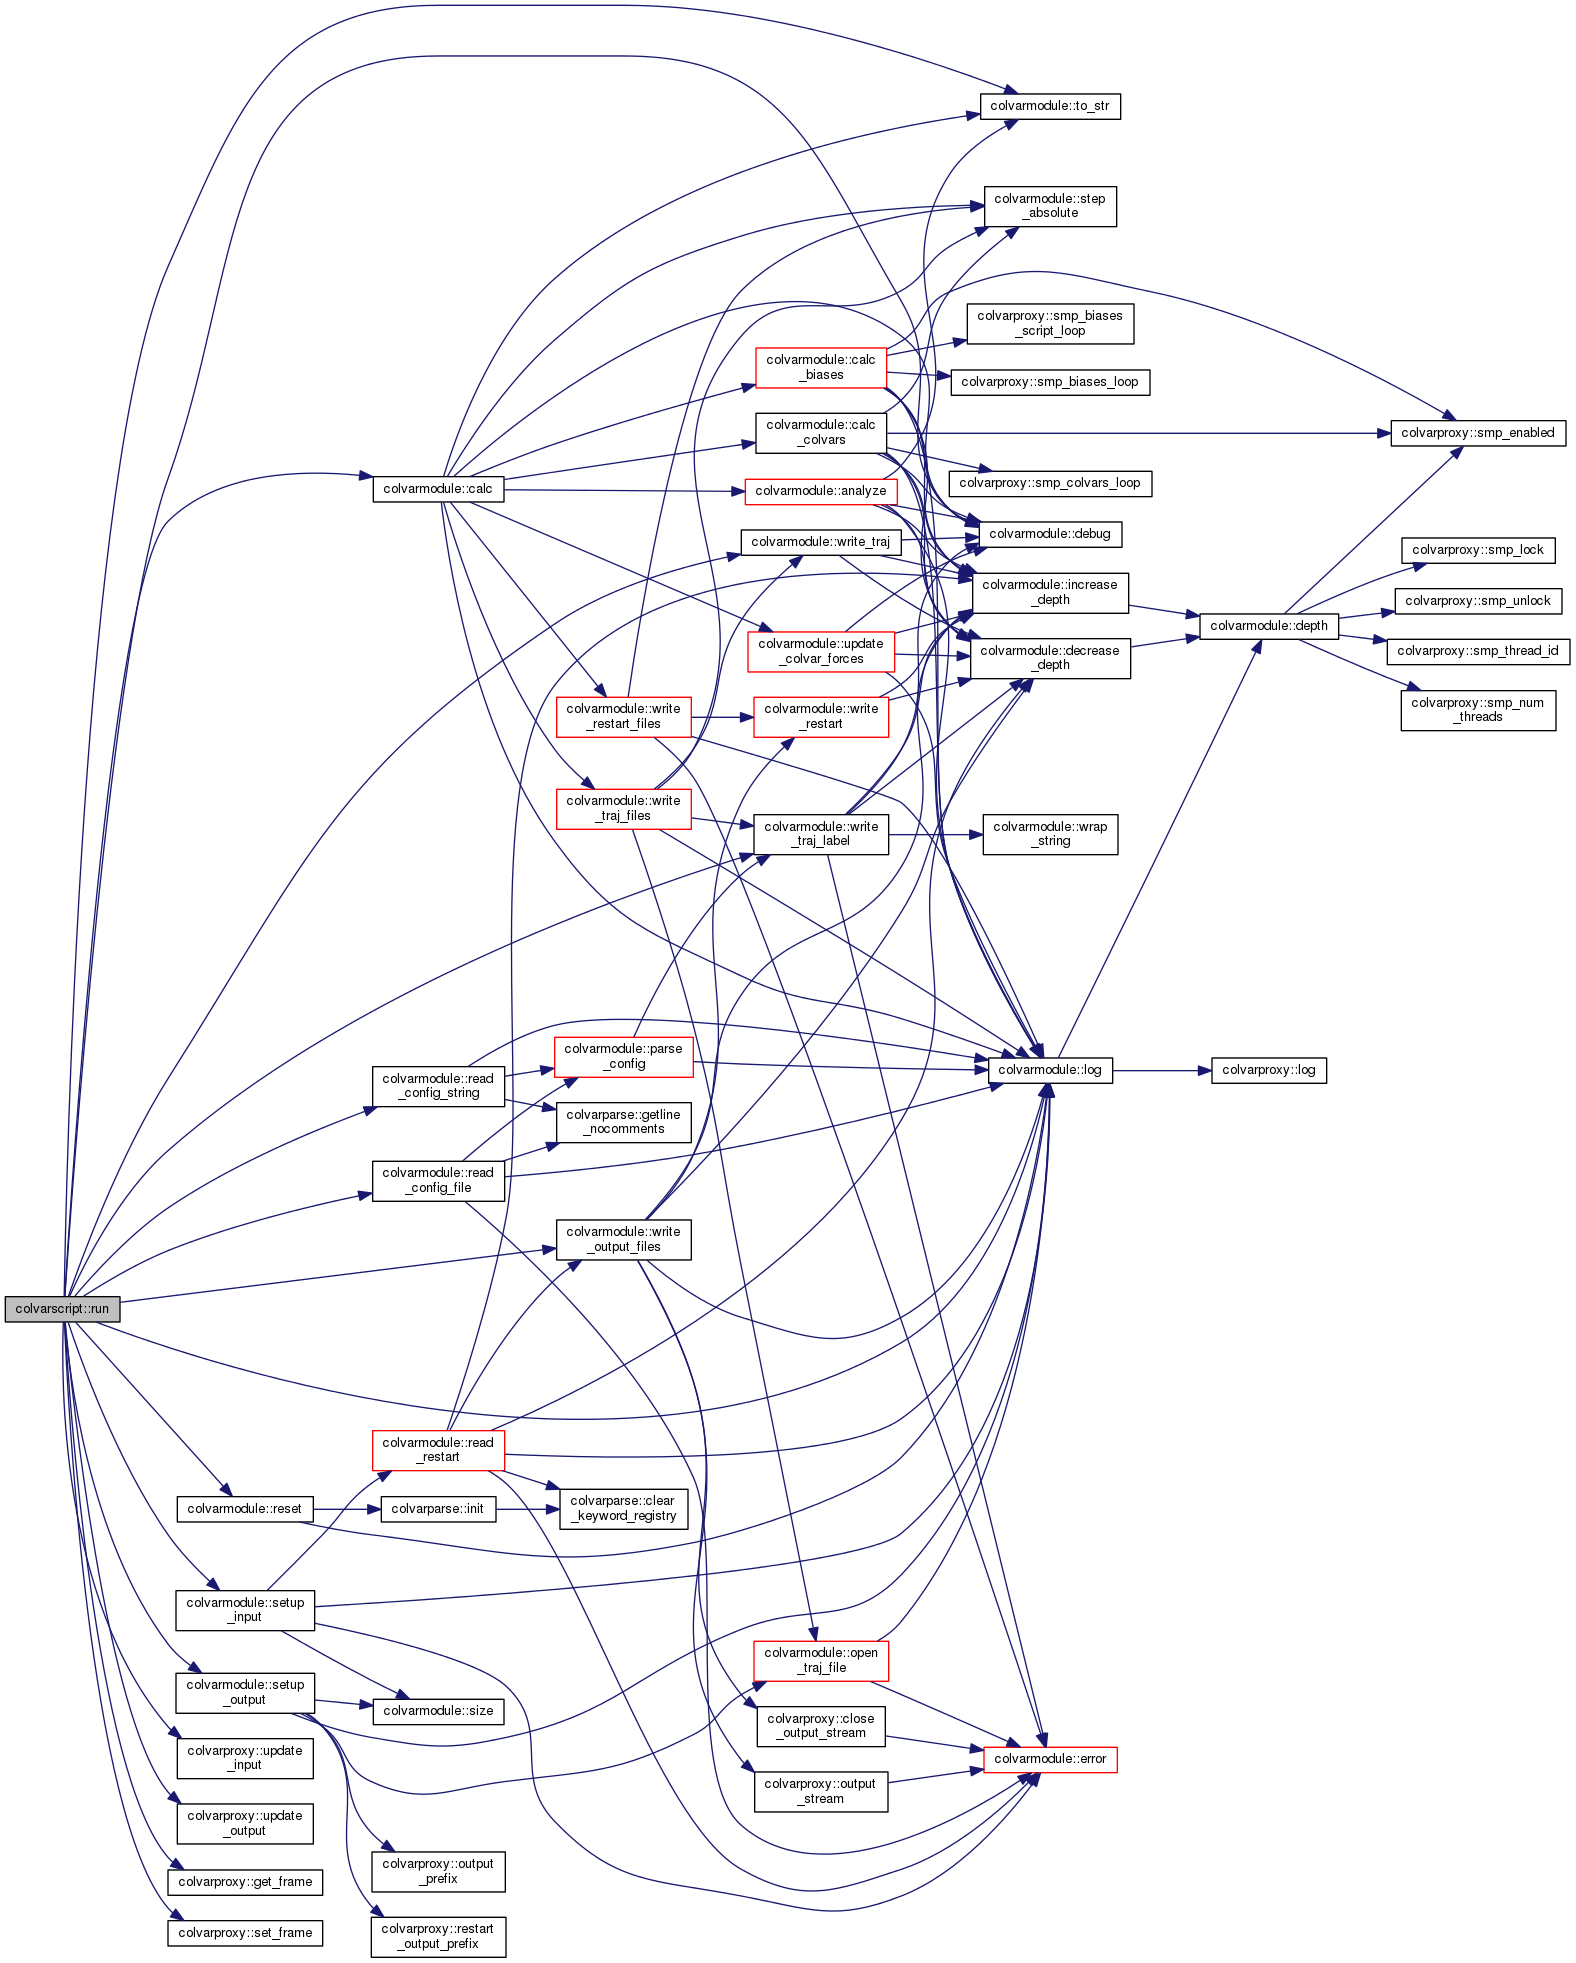 colvarmodule::to_str
colvarmodule::step
_absolute
colvarproxy::smp_biases
_script_loop
colvarmodule::calc
_biases
colvarproxy::smp_biases_loop
colvarmodule::calc
_colvars
colvarproxy::smp_enabled
colvarmodule::calc
colvarmodule::analyze
colvarproxy::smp_colvars_loop
colvarmodule::write_traj
colvarmodule::debug
colvarproxy::smp_lock
colvarmodule::increase
_depth
colvarproxy::smp_unlock
colvarmodule::depth
colvarmodule::update
_colvar_forces
colvarmodule::decrease
_depth
colvarproxy::smp_thread_id
colvarmodule::write
_restart_files
colvarmodule::write
_restart
colvarproxy::smp_num
_threads
colvarmodule::write
_traj_files
colvarmodule::write
_traj_label
colvarmodule::wrap
_string
colvarmodule::parse
_config
colvarmodule::log
colvarproxy::log
colvarmodule::read
_config_string
colvarparse::getline
_nocomments
colvarmodule::read
_config_file
colvarmodule::write
_output_files
colvarscript::run
colvarmodule::read
_restart
colvarmodule::reset
colvarparse::init
colvarparse::clear
_keyword_registry
colvarmodule::setup
_input
colvarmodule::open
_traj_file
colvarmodule::setup
_output
colvarmodule::size
colvarproxy::close
_output_stream
colvarproxy::update
_input
colvarmodule::error
colvarproxy::output
_stream
colvarproxy::update
_output
colvarproxy::get_frame
colvarproxy::output
_prefix
colvarproxy::set_frame
colvarproxy::restart
_output_prefix